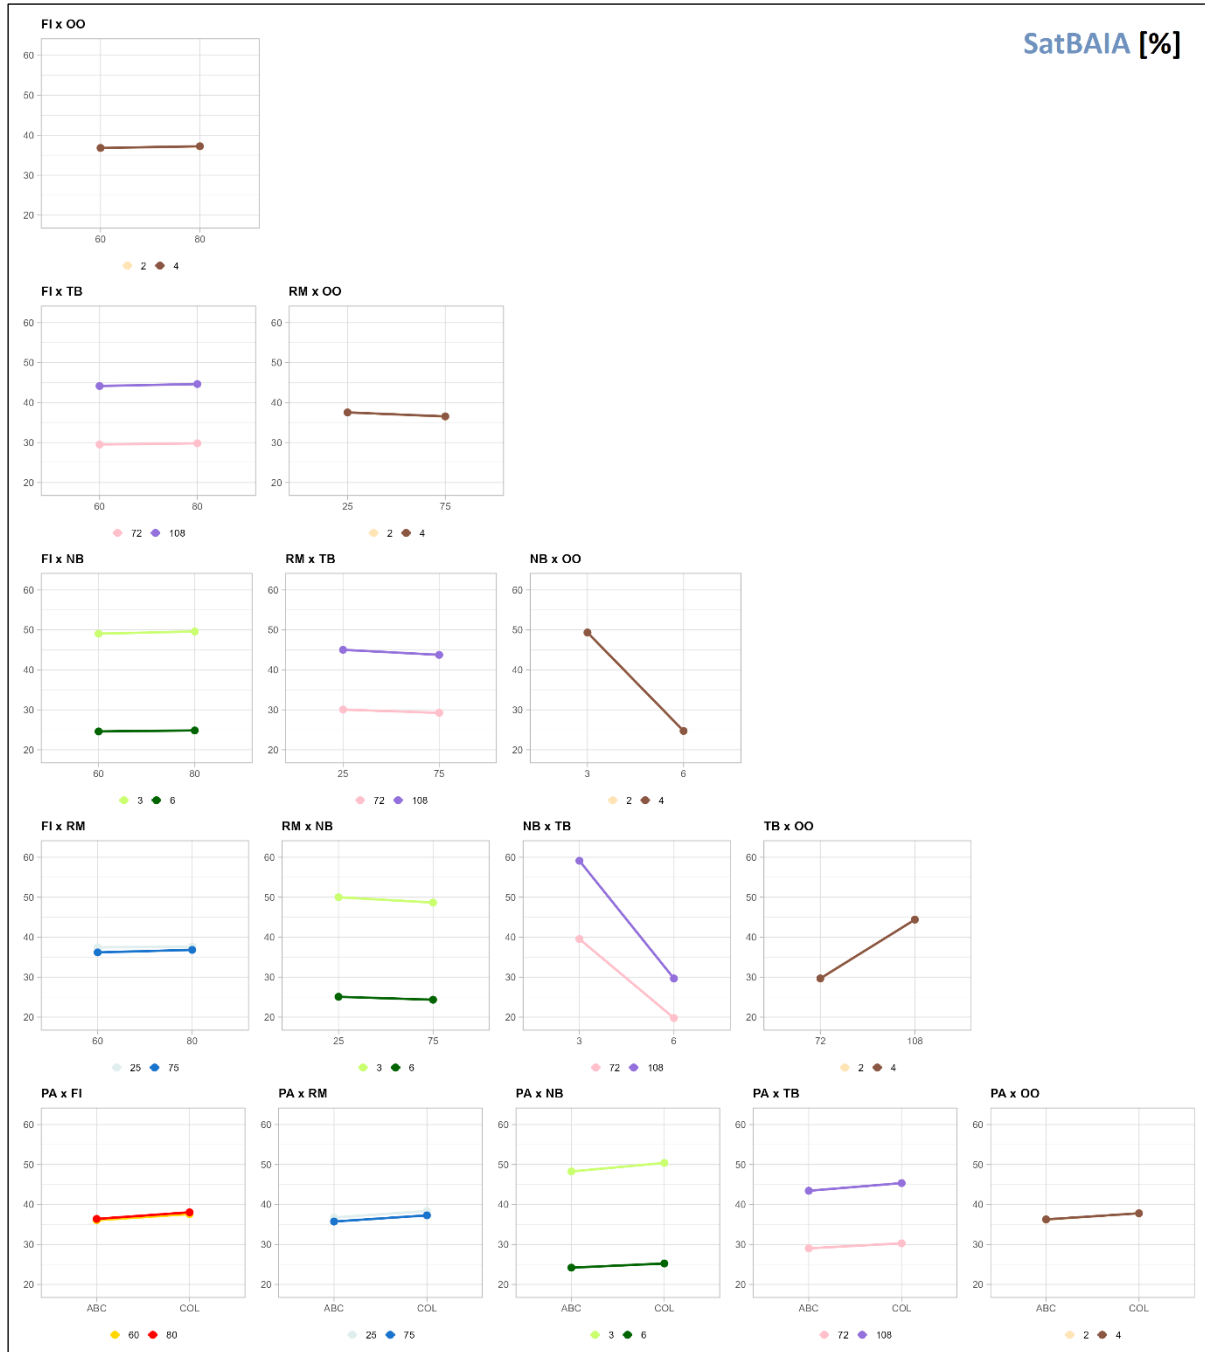 SatBAIA [%]
FI x OO
60
50
40
30
20
60 80
2 4
FI x TB RM x OO
60 60
50 50
40 40
30 30
20 20
60 80 25 75
72 108 2 4
FI x NB RM x TB NB x OO
60 60 60
50 50 50
40 40 40
30 30 30
20 20 20
60 80 25 75 3 6
3 6 72 108 2 4
FI x RM RM x NB NB x TB TB x OO
60 60 60 60
50 50 50 50
40 40 40 40
30 30 30 30
20 20 20 20
60 80 25 75 3 6 72 108
25 75 3 6 72 108 2 4
PA x FI PA x RM PA x NB PA x TB PA x OO
60 60 60 60 60
50 50 50 50 50
40 40 40 40 40
30 30 30 30 30
20 20 20 20 20
ABC COL ABC COL ABC COL ABC COL ABC COL
60 80 25 75 3 6 72 108 2 4